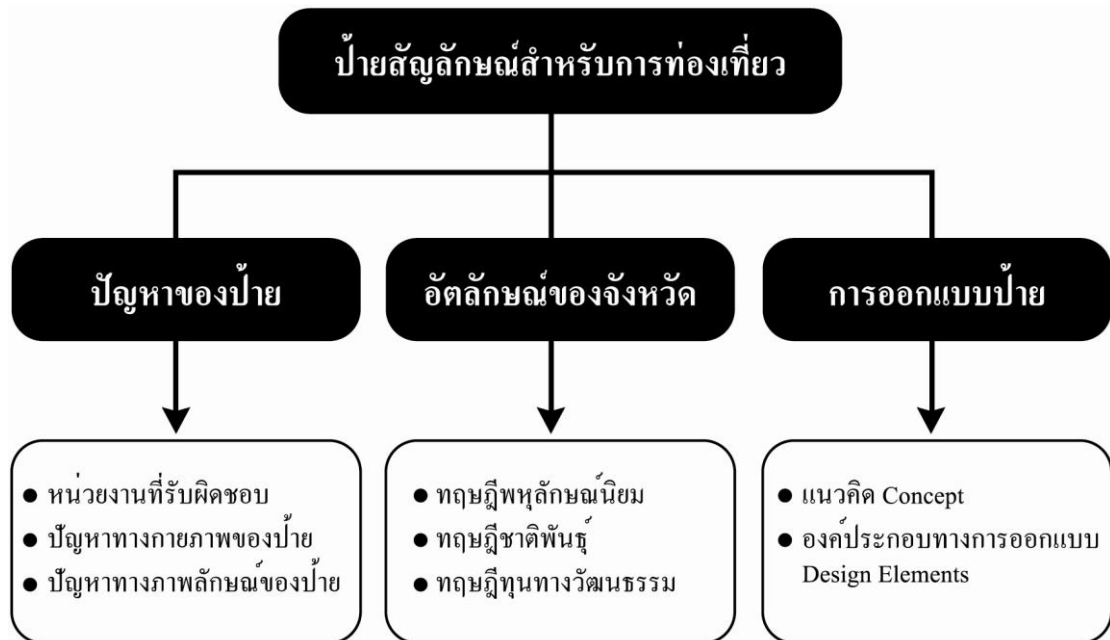 ป้ายสัญลักษณ์สำหรับการท่องเที่ยว
ปัญหาของป้าย
อัตลักษณ์ของจังหวัด
การออกแบบป้าย
● หน่วยงานที่รับผิดชอบ
● ปัญหาทางกายภาพของป้าย
● ปัญหาทางภาพลักษณ์ของป้าย
● ทฤษฎีพหุลักษณ์นิยม
● ทฤษฎีชาติพันธุ์
● ทฤษฎีทุนทางวัฒนธรรม
● แนวคิด Concept
● องค์ประกอบทางการออกแบบ
Design Elements